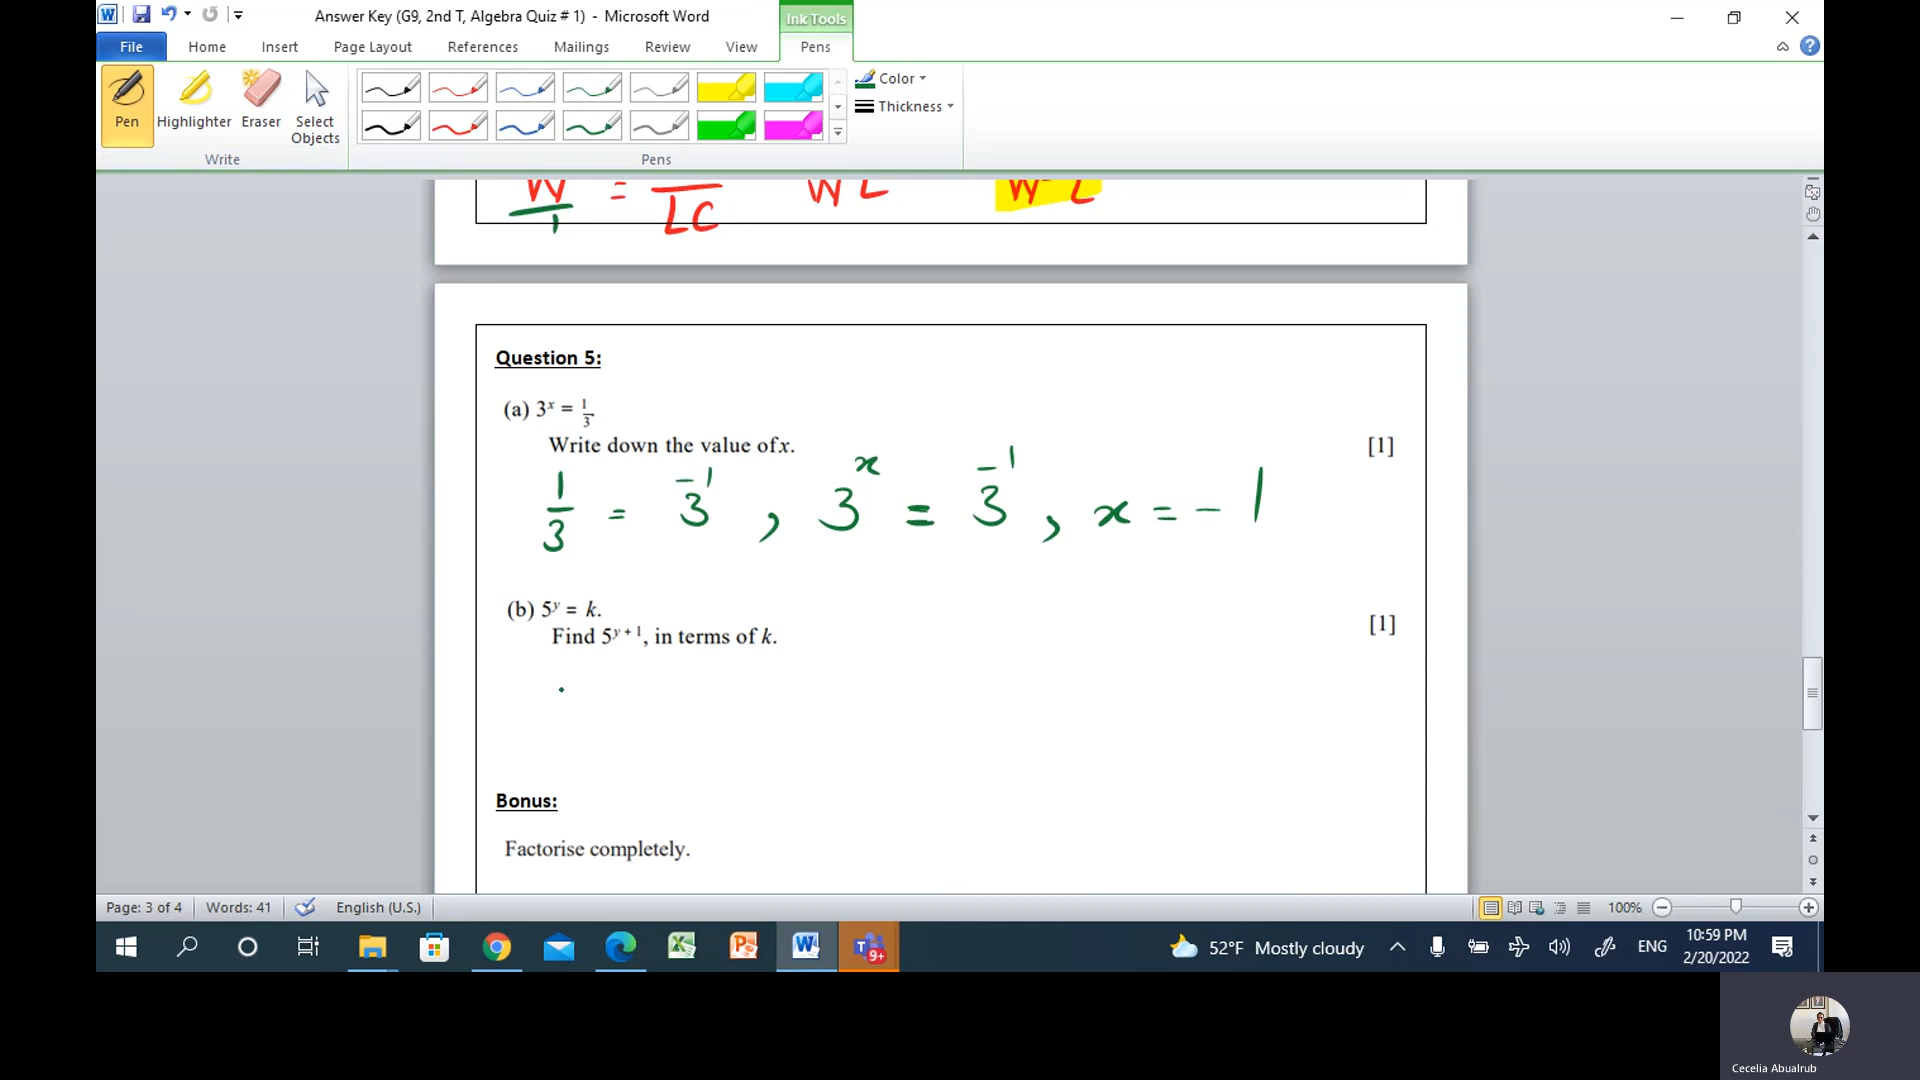 Answer Key (G9, 2nd T, Algebra Quiz # 1) - Microsoft Word
Ink Tools
File Home Insert Page Layout References Mailings Review View Pens
Pen Highlighter Eraser Select Objects
Color
Thickness
Write
Pens
W/1 = LC W L W L
Question 5:
(a) 3ˣ = 1/3
Write down the value of x. [1]
1/3 = 3⁻¹ , 3ˣ = 3⁻¹ , x = - 1
(b) 5ʸ = k.
Find 5ʸ⁺¹, in terms of k. [1]
Bonus:
Factorise completely.
Page: 3 of 4 Words: 41 English (U.S.) 100%
T 9+ 52°F Mostly cloudy ENG 10:59 PM
2/20/2022
Cecelia Abualrub